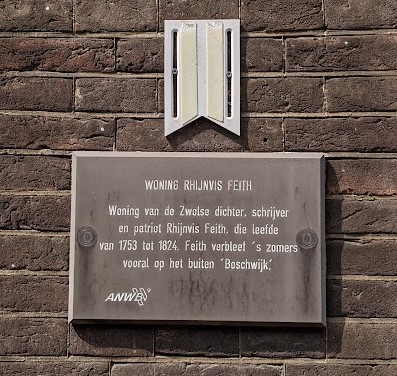 WONING RHIJNVIS FEITH
Woning van de Zwolse dichter, schrijver
en patriot Rhijnvis Feith, die leefde
van 1753 tot 1824. Feith verbleef 's zomers
vooral op het buiten 'Boschwijk'.
ANWB